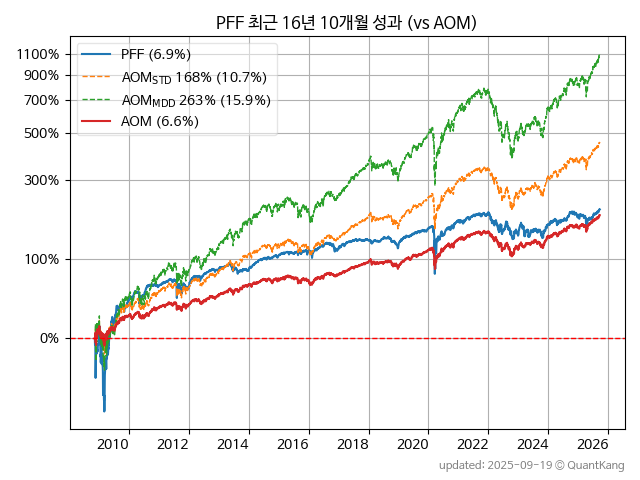 PFF 최근 16년 10개월 성과 (vs AOM)
PFF (6.9%)
AOM_STD 168% (10.7%)
AOM_MDD 263% (15.9%)
AOM (6.6%)
1100%
900%
700%
500%
300%
100%
0%
2010 2012 2014 2016 2018 2020 2022 2024 2026
updated: 2025-09-19 © QuantKang